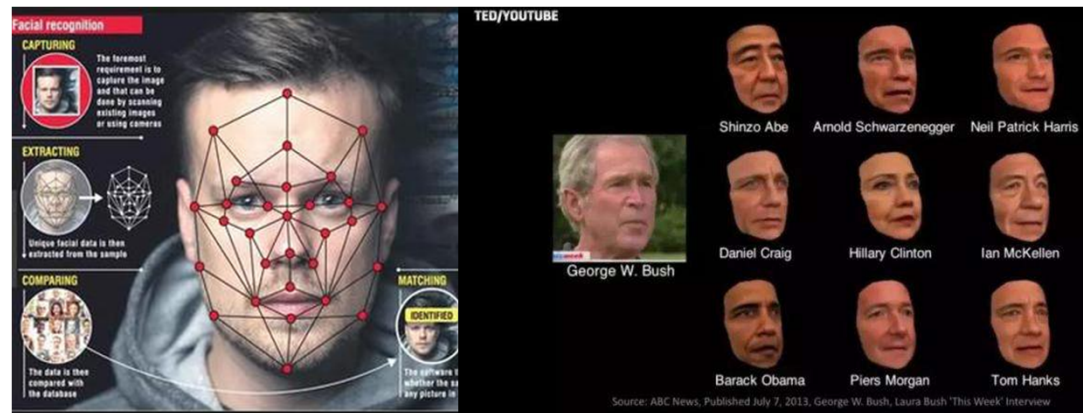 Facial recognition
CAPTURING
The foremost
requirement is to
capture the image
and that can be
done by scanning
existing images
or using cameras
EXTRACTING
Unique facial data is then
extracted from the sample
COMPARING
The data is then
compared with
the database
MATCHING
IDENTIFIED
The software
whether the
any picture in
TED/YOUTUBE
George W. Bush
Shinzo Abe
Arnold Schwarzenegger
Neil Patrick Harris
Daniel Craig
Hillary Clinton
Ian McKellen
Barack Obama
Piers Morgan
Tom Hanks
Source: ABC News, Published July 7, 2013, George W. Bush, Laura Bush 'This Week' Interview